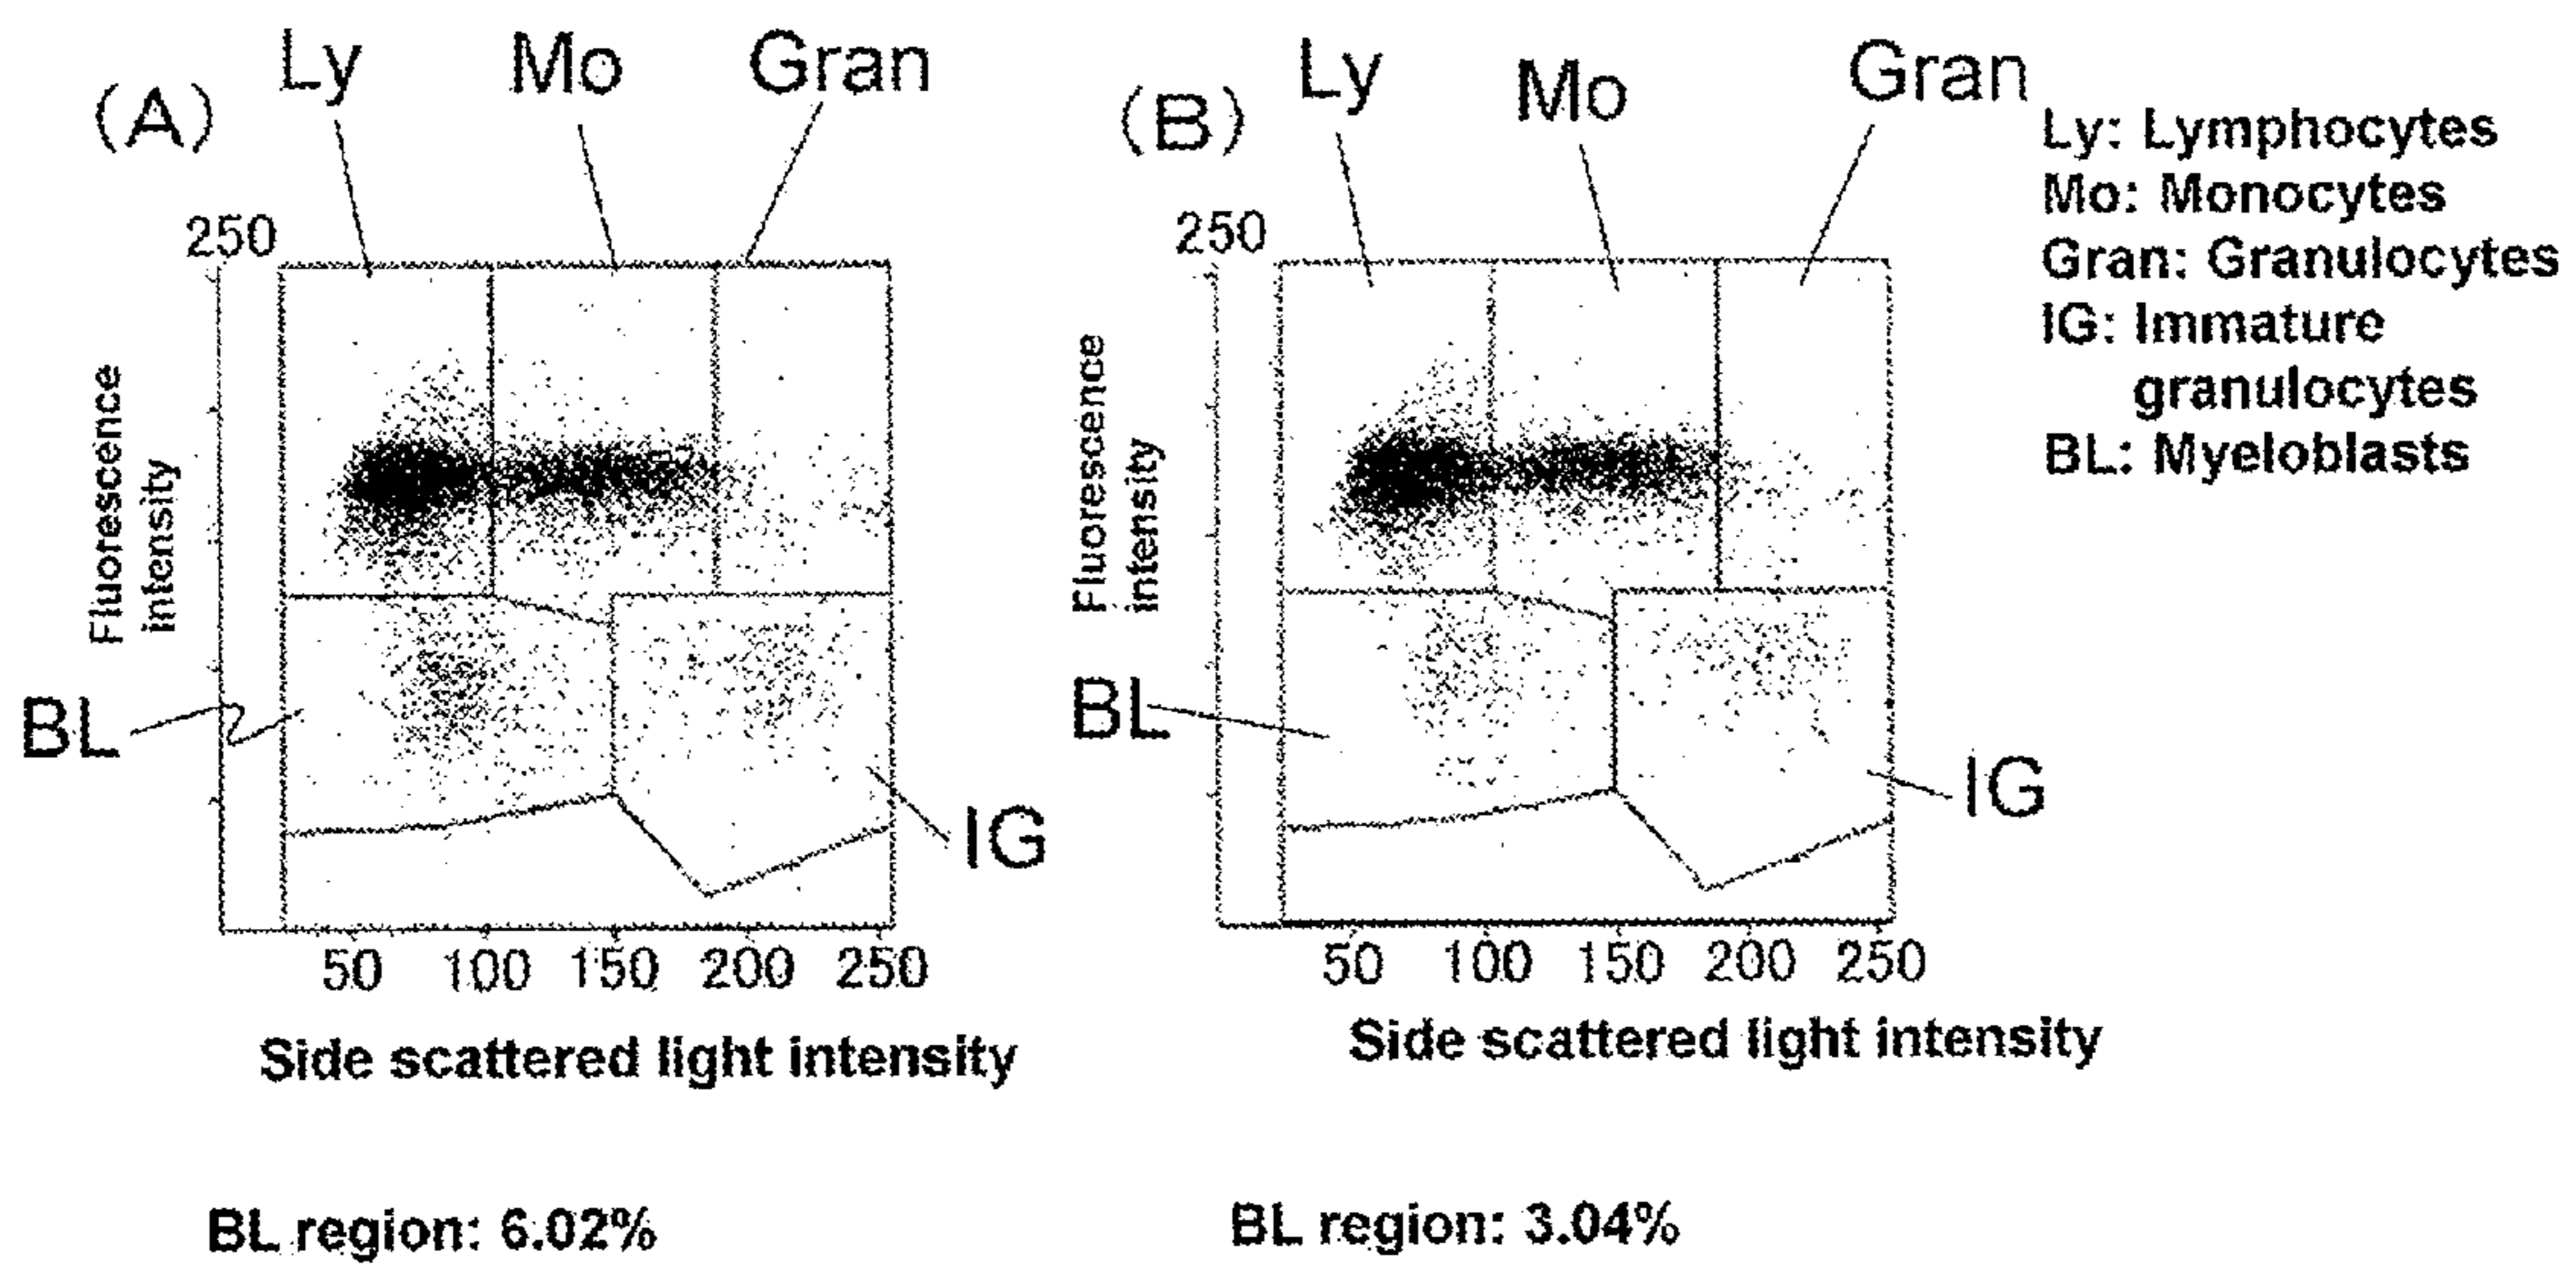 (A)
Ly
Mo
Gran
250
Fluorescence
intensity
BL
IG
50 100 150 200 250
Side scattered light intensity
BL region: 6.02%
(B)
Ly
Mo
Gran
250
Fluorescence
intensity
BL
IG
50 100 150 200 250
Side scattered light intensity
BL region: 3.04%
Ly: Lymphocytes
Mo: Monocytes
Gran: Granulocytes
IG: Immature
granulocytes
BL: Myeloblasts